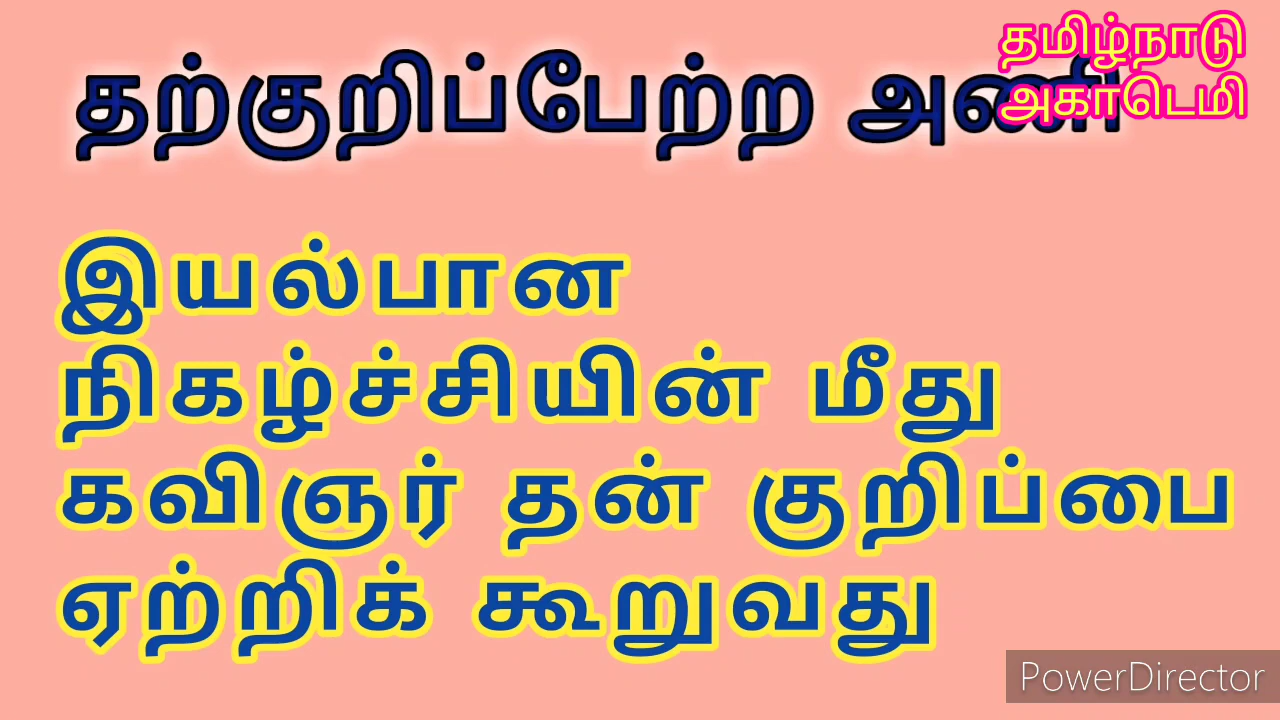 தமிழ்நாடு
அகாடெமி
தற்குறிப்பேற்ற அணி
இயல்பான
நிகழ்ச்சியின் மீது
கவிஞர் தன் குறிப்பை
ஏற்றிக் கூறுவது
PowerDirector